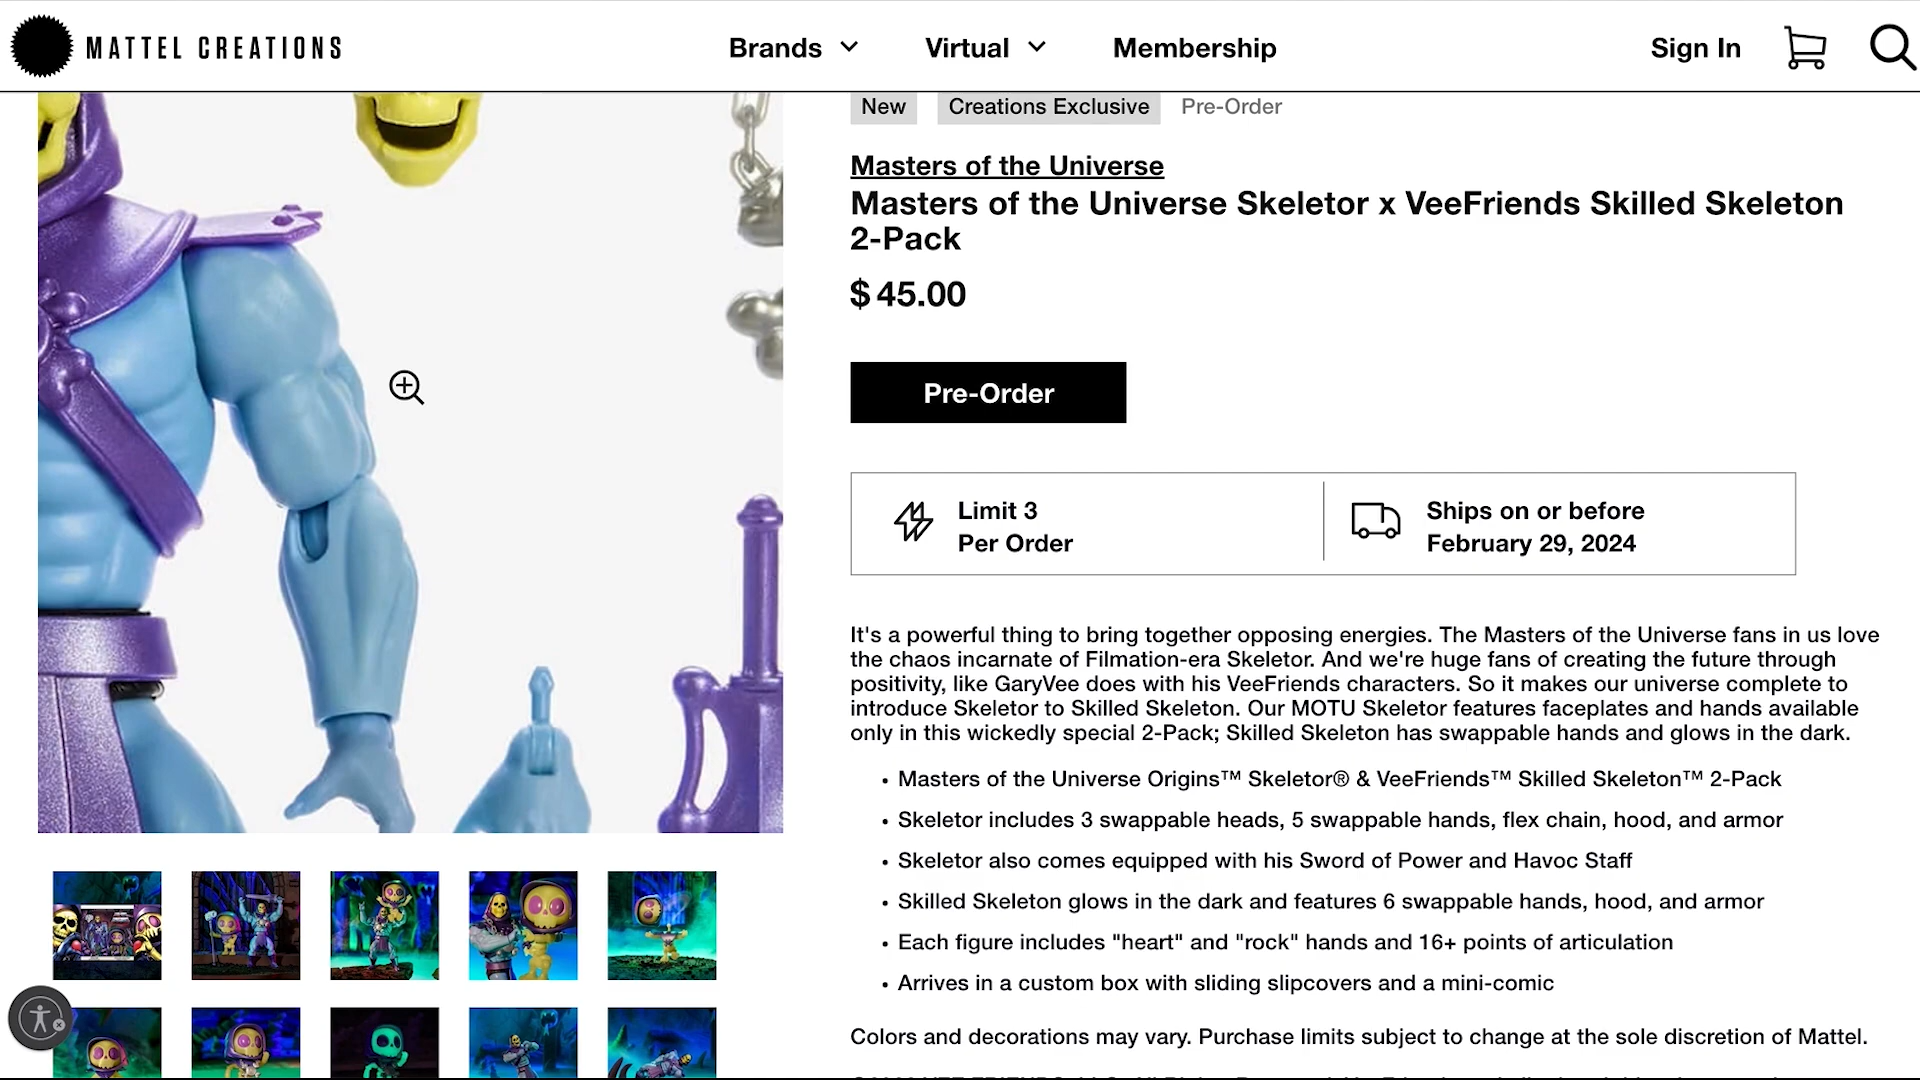 MATTEL CREATIONS
Brands
Virtual
Membership
Sign In
New
Creations Exclusive
Pre-Order
Masters of the Universe
Masters of the Universe Skeletor x VeeFriends Skilled Skeleton
2-Pack
$ 45.00
Pre-Order
Limit 3
Per Order
Ships on or before
February 29, 2024
It's a powerful thing to bring together opposing energies. The Masters of the Universe fans in us love
the chaos incarnate of Filmation-era Skeletor. And we're huge fans of creating the future through
positivity, like GaryVee does with his VeeFriends characters. So it makes our universe complete to
introduce Skeletor to Skilled Skeleton. Our MOTU Skeletor features faceplates and hands available
only in this wickedly special 2-Pack; Skilled Skeleton has swappable hands and glows in the dark.
• Masters of the Universe Origins™ Skeletor® & VeeFriends™ Skilled Skeleton™ 2-Pack
• Skeletor includes 3 swappable heads, 5 swappable hands, flex chain, hood, and armor
• Skeletor also comes equipped with his Sword of Power and Havoc Staff
• Skilled Skeleton glows in the dark and features 6 swappable hands, hood, and armor
• Each figure includes "heart" and "rock" hands and 16+ points of articulation
• Arrives in a custom box with sliding slipcovers and a mini-comic
Colors and decorations may vary. Purchase limits subject to change at the sole discretion of Mattel.